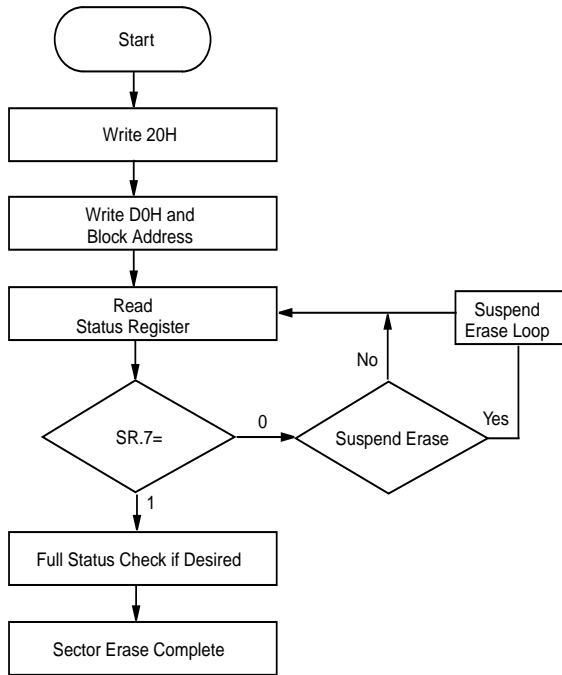 Start
Write 20H
Write D0H and
Block Address
Read
Status Register
Suspend
Erase Loop
No
SR.7=
0
Suspend Erase
Yes
1
Full Status Check if Desired
Sector Erase Complete